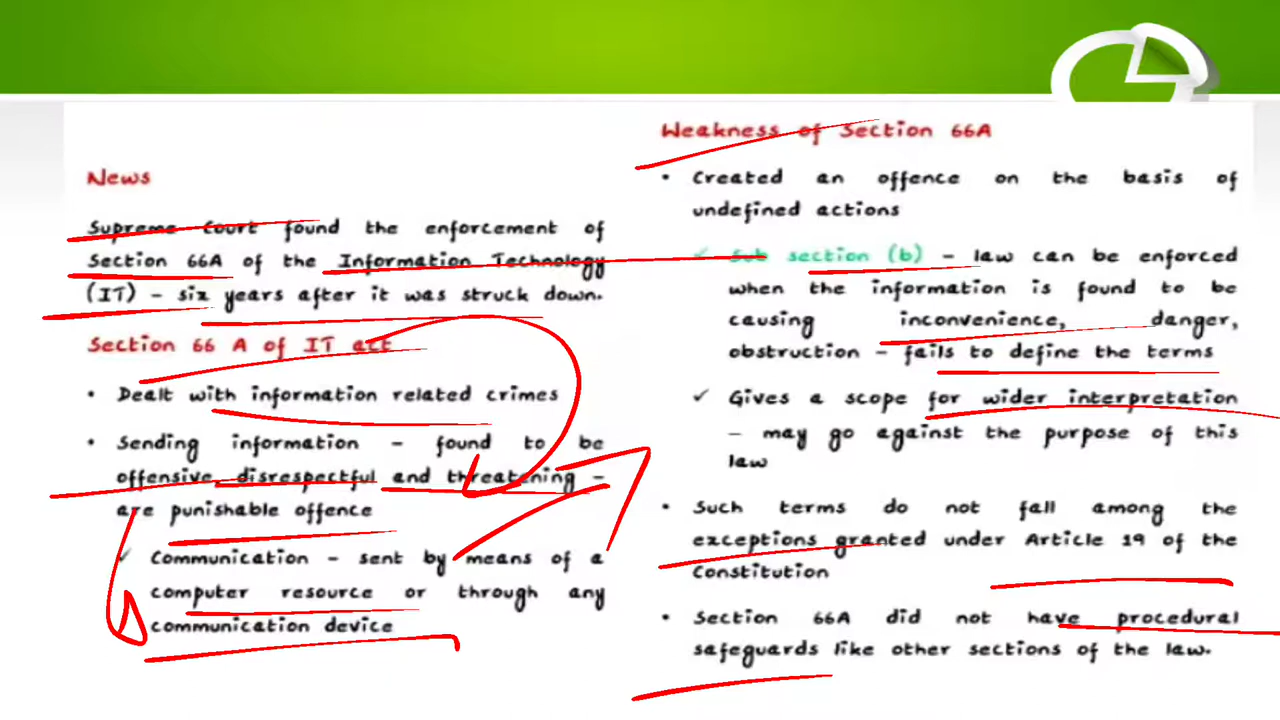 News
Supreme Court found the enforcement of
Section 66A of the Information Technology
(IT) - six years after it was struck down.
Section 66 A of IT act
• Dealt with information related crimes
• Sending information - found to be
offensive disrespectful and threatening -
are punishable offence
✓ Communication - sent by means of a
computer resource or through any
communication device
Weakness of Section 66A
• Created an offence on the basis of
undefined actions
✓ Sub section (b) - law can be enforced
when the information is found to be
causing inconvenience, danger,
obstruction - fails to define the terms
✓ Gives a scope for wider interpretation
- may go against the purpose of this
law
• Such terms do not fall among the
exceptions granted under Article 19 of the
Constitution
• Section 66A did not have procedural
safeguards like other sections of the law.